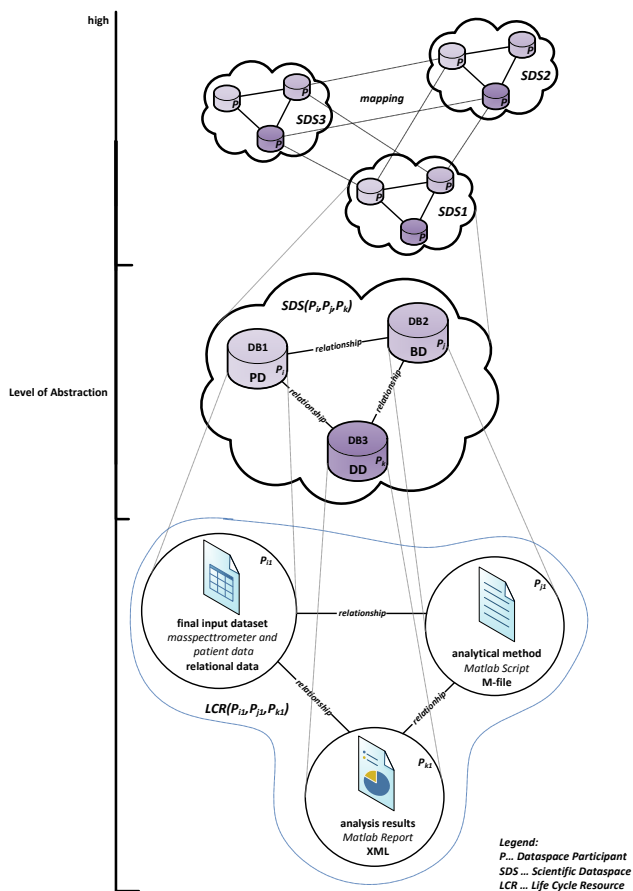 high
SDS2
P
P
P
mapping
P
P
P
SDS3
P
P
P
SDS1
SDS(Pi,Pj,Pk)
DB1
PD
Pi
relationship
DB2
BD
Pj
relationship
relationship
DB3
DD
Pk
Level of Abstraction
Pi1
final input dataset
masspecttrometer and
patient data
relational data
relationship
Pj1
analytical method
Matlab Script
M-file
relationship
relationship
LCR(Pi1,Pj1,Pk1)
Pk1
analysis results
Matlab Report
XML
Legend:
P... Dataspace Participant
SDS ... Scientific Dataspace
LCR ... Life Cycle Resource